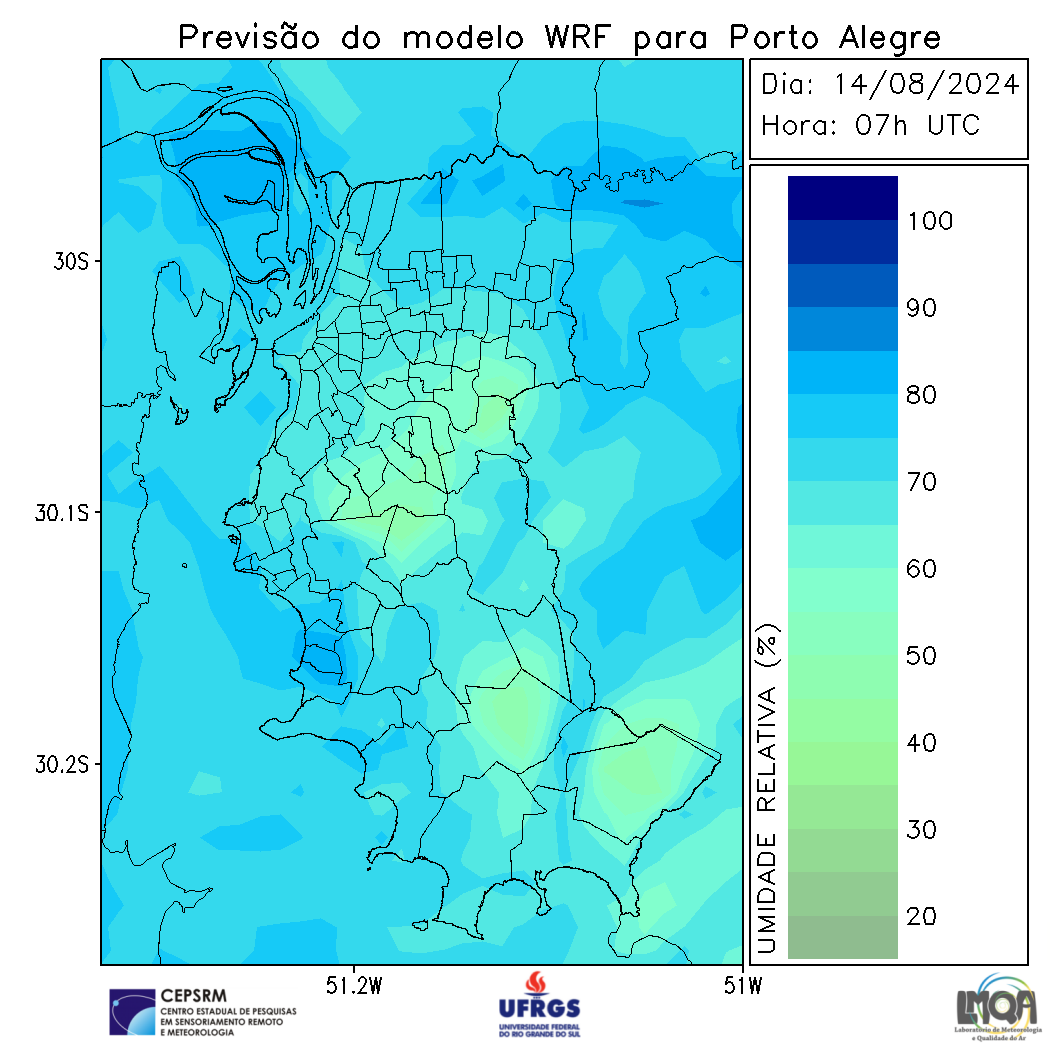 Previsão do modelo WRF para Porto Alegre
Dia: 14/08/2024
Hora: 07h UTC
30S
30.1S
30.2S
51.2W
51W
100
90
80
70
60
50
40
30
20
UMIDADE RELATIVA (%)
CEPSRM
CENTRO ESTADUAL DE PESQUISAS
EM SENSORIAMENTO REMOTO
E METEOROLOGIA
UFRGS
UNIVERSIDADE FEDERAL
DO RIO GRANDE DO SUL
LMQA
Laboratório de Meteorologia
e Qualidade do Ar